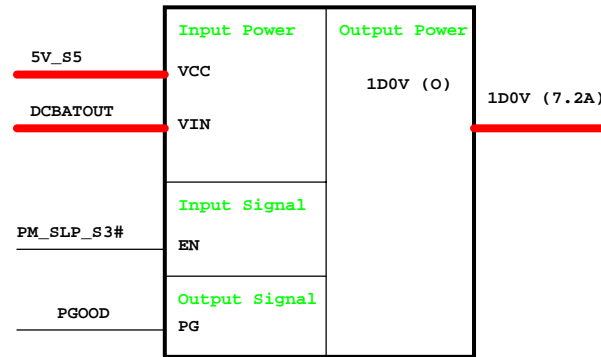 Input Power
Output Power
5V_S5
VCC
1D0V (O)
1D0V (7.2A)
DCBATOUT
VIN
Input Signal
PM_SLP_S3#
EN
Output Signal
PGOOD
PG